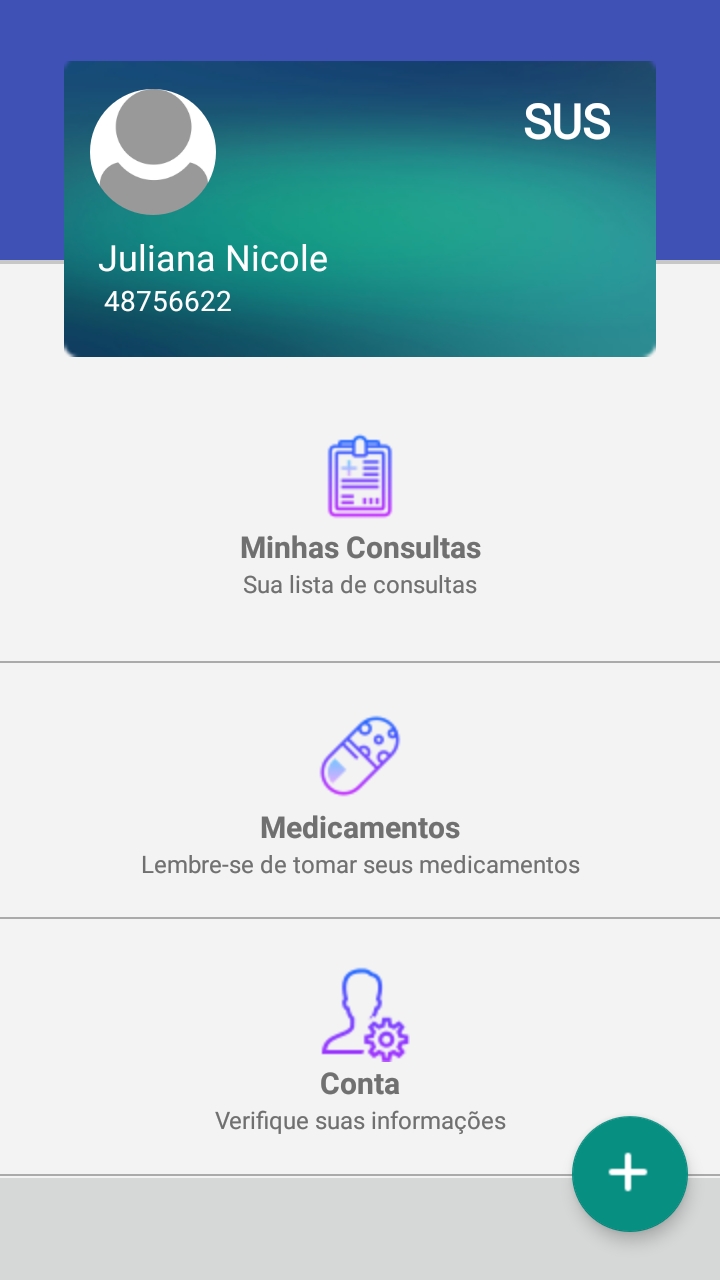 SUS
Juliana Nicole
48756622
Minhas Consultas
Sua lista de consultas
Medicamentos
Lembre-se de tomar seus medicamentos
Conta
Verifique suas informações